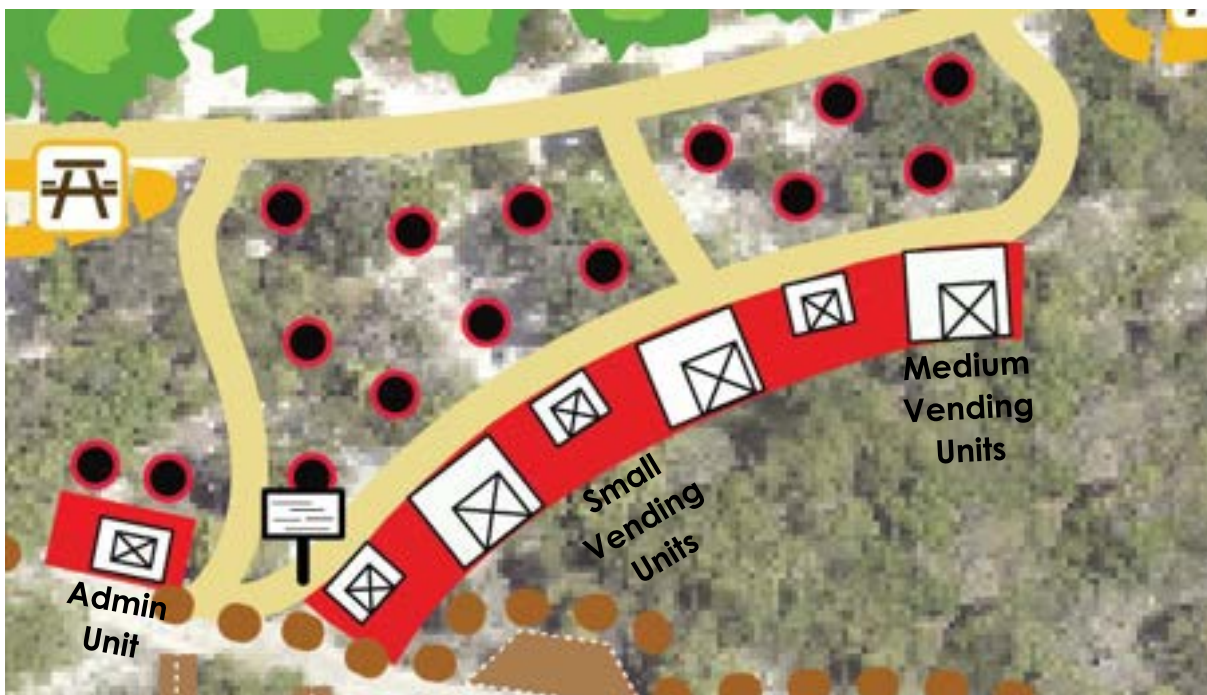 Medium
Vending
Units
Small
Vending
Units
Admin
Unit